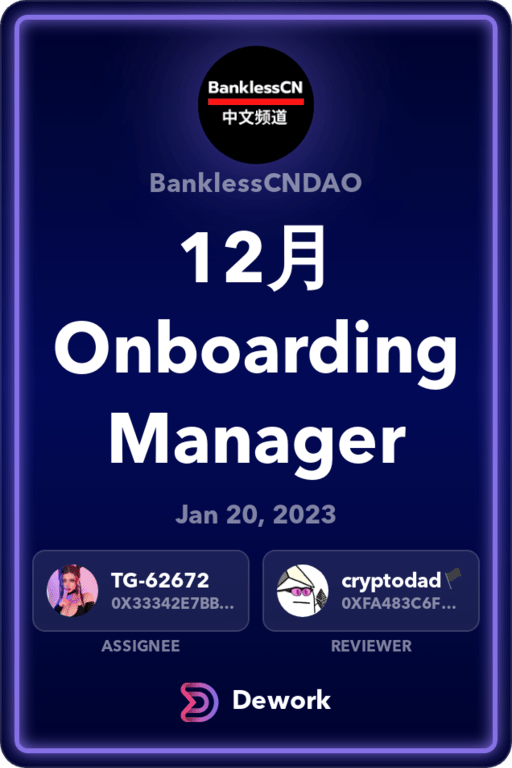 BanklessCN
中文频道
BanklessCNDAO
12月
Onboarding
Manager
Jan 20, 2023
TG-62672
0X33342E7BB...
ASSIGNEE
cryptodad🏴
0XFA483C6F...
REVIEWER
Dework